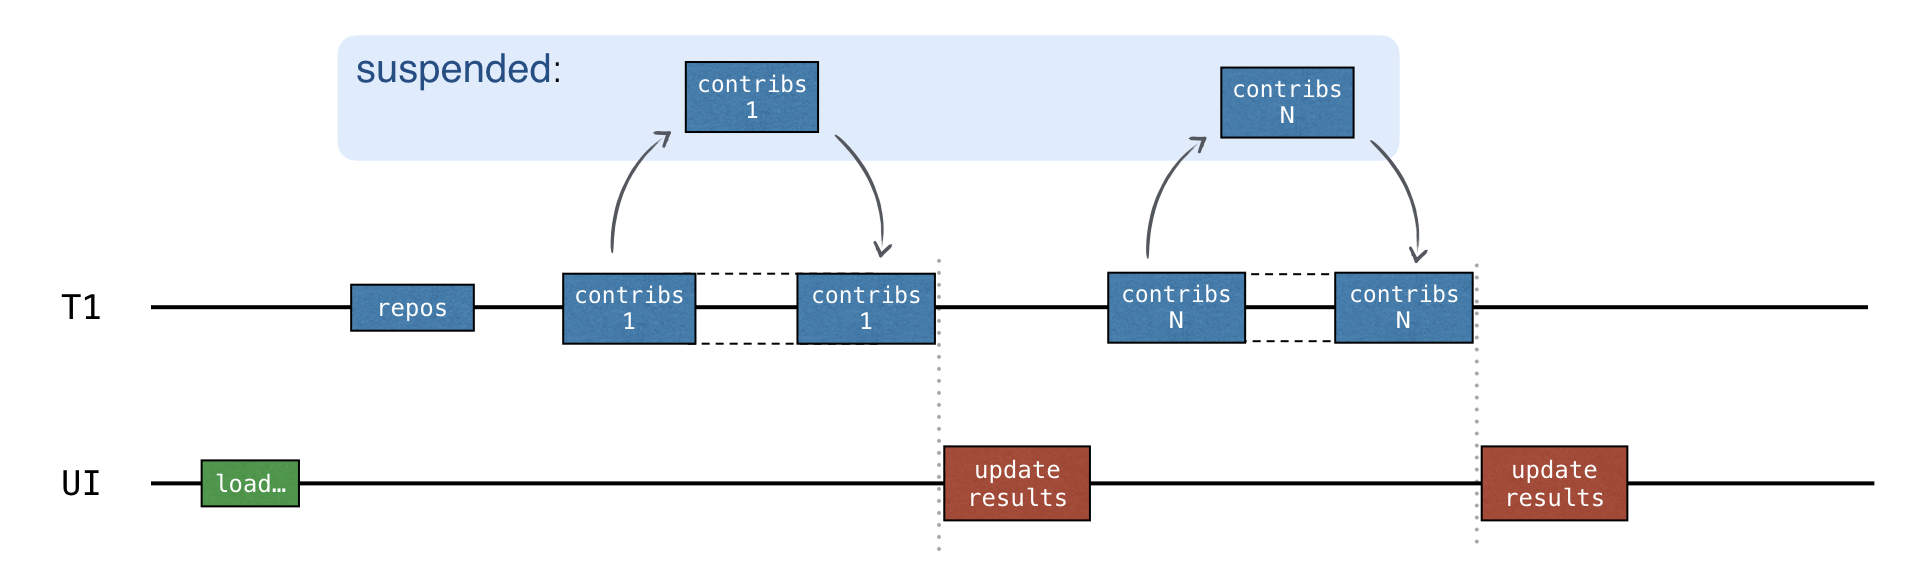 suspended:
contribs
1
contribs
N
T1
repos
contribs
1
contribs
1
contribs
N
contribs
N
UI
load…
update
results
update
results